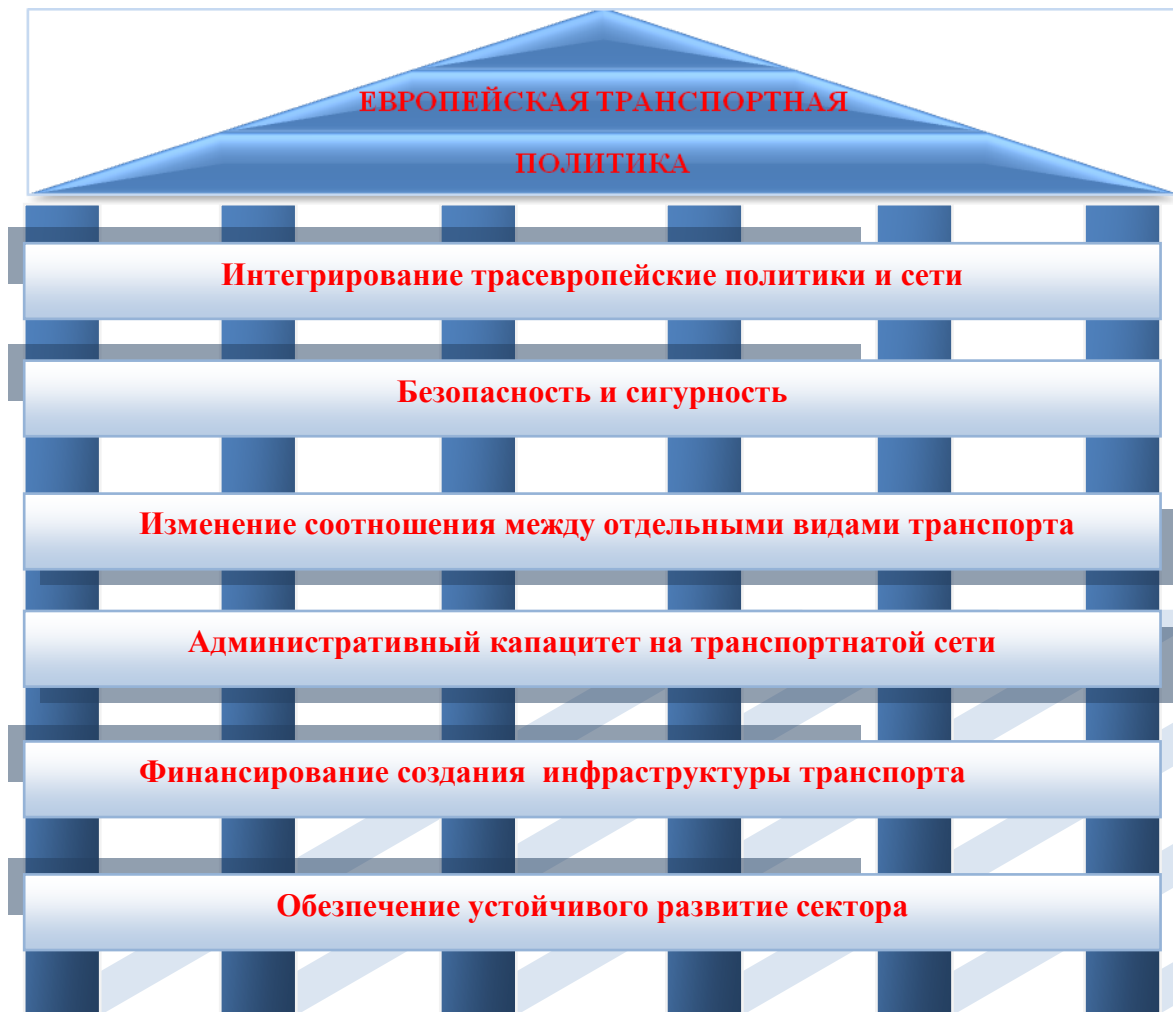 ЕВРОПЕЙСКАЯ ТРАНСПОРТНАЯ
ПОЛИТИКА
Интегрирование трасевропейские политики и сети
Безопасность и сигурность
Изменение соотношения между отдельными видами транспорта
Административный капацитет на транспортнатой сети
Финансирование создания инфраструктуры транспорта
Обезпечение устойчивого развитие сектора